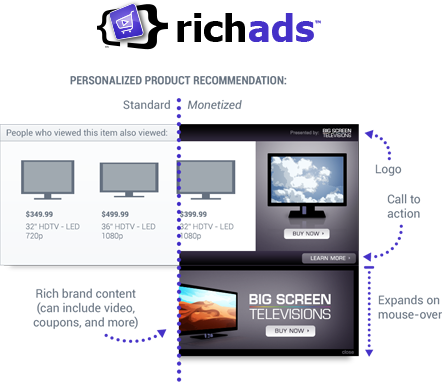 richads™
PERSONALIZED PRODUCT RECOMMENDATION:
Standard Monetized
People who viewed this item also viewed:
Presented by: BIG SCREEN TELEVISIONS
Logo
$349.99
32" HDTV - LED
720p
$499.99
36" HDTV - LED
1080p
$399.99
32" HDTV - LED
1080p
BUY NOW
LEARN MORE
Call to
action
Rich brand content
(can include video,
coupons, and more)
BIG SCREEN
TELEVISIONS
BUY NOW
close
Expands on
mouse-over